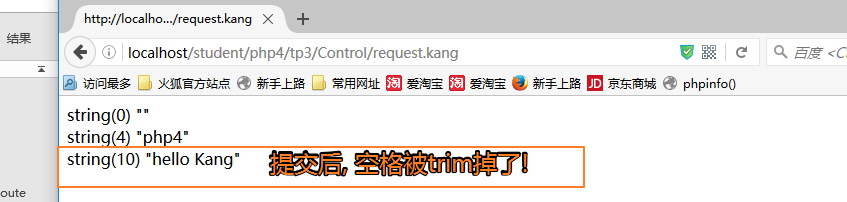 http://localho.../request.kang
结果
localhost/student/php4/tp3/Control/request.kang
百度 <C
访问最多 火狐官方站点 新手上路 常用网址 爱淘宝 爱淘宝 新手上路 京东商城 phpinfo()
string(0) ""
string(4) "php4"
string(10) "hello Kang" 提交后, 空格被trim掉了!
oute